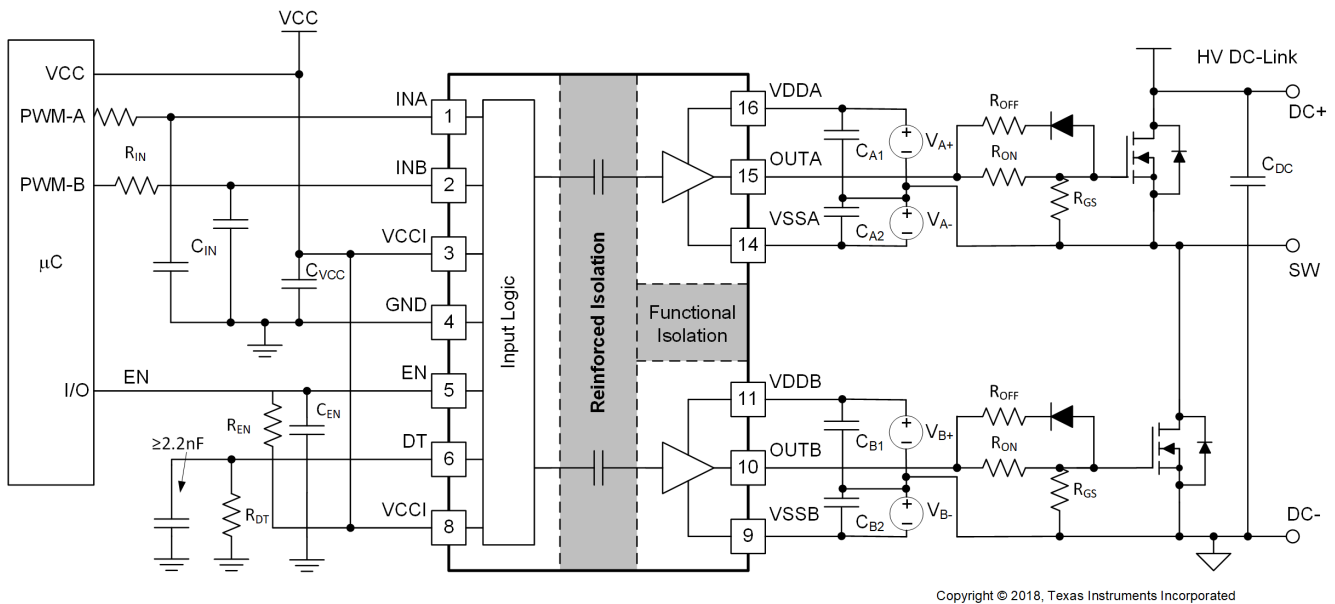 VCC
VCC
PWM-A
PWM-B
µC
I/O
RIN
CIN
CVCC
EN
REN
CEN
≥2.2nF
RDT
INA
INB
VCCI
GND
EN
DT
VCCI
1
2
3
4
5
6
8
Input Logic
Reinforced Isolation
Functional
Isolation
16
15
14
11
10
9
VDDA
OUTA
VSSA
VDDB
OUTB
VSSB
CA1
CA2
VA+
VA-
ROFF
RON
RGS
CB1
CB2
VB+
VB-
ROFF
RON
RGS
HV DC-Link
DC+
CDC
SW
DC-
Copyright © 2018, Texas Instruments Incorporated